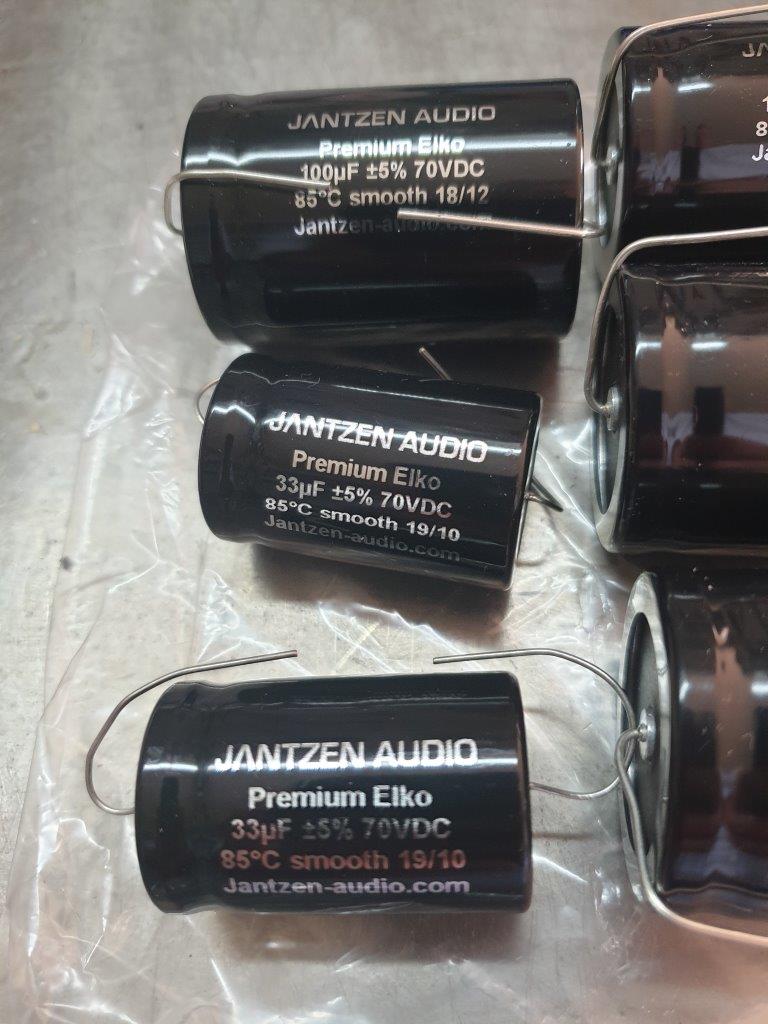 JANTZEN AUDIO
Premium Elko
100µF ±5% 70VDC
85°C smooth 18/12
Jantzen-audio.com
JANTZEN AUDIO
Premium Elko
33µF ±5% 70VDC
85°C smooth 19/10
Jantzen-audio.com
JANTZEN AUDIO
Premium Elko
33µF ±5% 70VDC
85°C smooth 19/10
Jantzen-audio.com